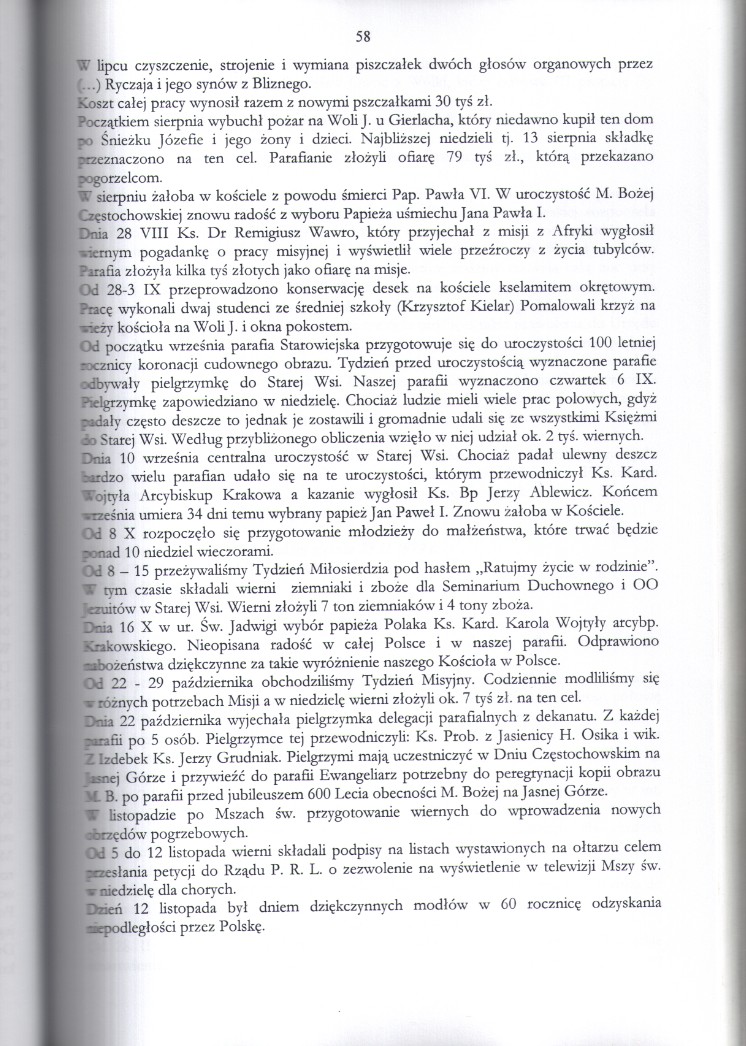 58
W lipcu czyszczenie, strojenie i wymiana piszczałek dwóch głosów organowych przez
(...) Ryczaja i jego synów z Bliznego.
Koszt całej pracy wynosił razem z nowymi pszczałkami 30 tyś zł.
Początkiem sierpnia wybuchł pożar na Woli J. u Gierlacha, który niedawno kupił ten dom
po Śnieżku Józefie i jego żony i dzieci. Najbliższej niedzieli tj. 13 sierpnia składkę
przeznaczono na ten cel. Parafianie złożyli ofiarę 79 tyś zł., którą przekazano
pogorzelcom.
W sierpniu żałoba w kościele z powodu śmierci Pap. Pawła VI. W uroczystość M. Bożej
Częstochowskiej znowu radość z wyboru Papieża uśmiechu Jana Pawła I.
Dnia 28 VIII Ks. Dr Remigiusz Wawro, który przyjechał z misji z Afryki wygłosił
wiernym pogadankę o pracy misyjnej i wyświetlił wiele przeźroczy z życia tubylców.
Parafia złożyła kilka tyś złotych jako ofiarę na misje.
Od 28-3 IX przeprowadzono konserwację desek na kościele kselamitem okrętowym.
Pracę wykonali dwaj studenci ze średniej szkoły (Krzysztof Kielar) Pomalowali krzyż na
wieży kościoła na Woli J. i okna pokostem.
Od początku września parafia Starowiejska przygotowuje się do uroczystości 100 letniej
rocznicy koronacji cudownego obrazu. Tydzień przed uroczystością wyznaczone parafie
odbywały pielgrzymkę do Starej Wsi. Naszej parafii wyznaczono czwartek 6 IX.
Pielgrzymkę zapowiedziano w niedzielę. Chociaż ludzie mieli wiele prac polowych, gdyż
padały często deszcze to jednak je zostawili i gromadnie udali się ze wszystkimi Księżmi
do Starej Wsi. Według przybliżonego obliczenia wzięło w niej udział ok. 2 tyś. wiernych.
Dnia 10 września centralna uroczystość w Starej Wsi. Chociaż padał ulewny deszcz
bardzo wielu parafian udało się na te uroczystości, którym przewodniczył Ks. Kard.
Wojtyła Arcybiskup Krakowa a kazanie wygłosił Ks. Bp Jerzy Ablewicz. Końcem
września umiera 34 dni temu wybrany papież Jan Paweł I. Znowu żałoba w Kościele.
Od 8 X rozpoczęło się przygotowanie młodzieży do małżeństwa, które trwać będzie
ponad 10 niedziel wieczorami.
Od 8 – 15 przeżywaliśmy Tydzień Miłosierdzia pod hasłem „Ratujmy życie w rodzinie”.
W tym czasie składali wierni ziemniaki i zboże dla Seminarium Duchownego i OO
Jezuitów w Starej Wsi. Wierni złożyli 7 ton ziemniaków i 4 tony zboża.
Dnia 16 X w ur. Św. Jadwigi wybór papieża Polaka Ks. Kard. Karola Wojtyły arcybp.
Krakowskiego. Nieopisana radość w całej Polsce i w naszej parafii. Odprawiono
nabożeństwa dziękczynne za takie wyróżnienie naszego Kościoła w Polsce.
Od 22 - 29 października obchodziliśmy Tydzień Misyjny. Codziennie modliliśmy się
w różnych potrzebach Misji a w niedzielę wierni złożyli ok. 7 tyś zł. na ten cel.
Dnia 22 października wyjechała pielgrzymka delegacji parafialnych z dekanatu. Z każdej
parafii po 5 osób. Pielgrzymce tej przewodniczyli: Ks. Prob. z Jasienicy H. Osika i wik.
Z Izdebek Ks. Jerzy Grudniak. Pielgrzymi mają uczestniczyć w Dniu Częstochowskim na
Jasnej Górze i przywieźć do parafii Ewangeliarz potrzebny do peregrynacji kopii obrazu
M. B. po parafii przed jubileuszem 600 Lecia obecności M. Bożej na Jasnej Górze.
W listopadzie po Mszach św. przygotowanie wiernych do wprowadzenia nowych
obrzędów pogrzebowych.
Od 5 do 12 listopada wierni składali podpisy na listach wystawionych na ołtarzu celem
przesłania petycji do Rządu P. R. L. o zezwolenie na wyświetlenie w telewizji Mszy św.
w niedzielę dla chorych.
Dzień 12 listopada był dniem dziękczynnych modłów w 60 rocznicę odzyskania
niepodległości przez Polskę.